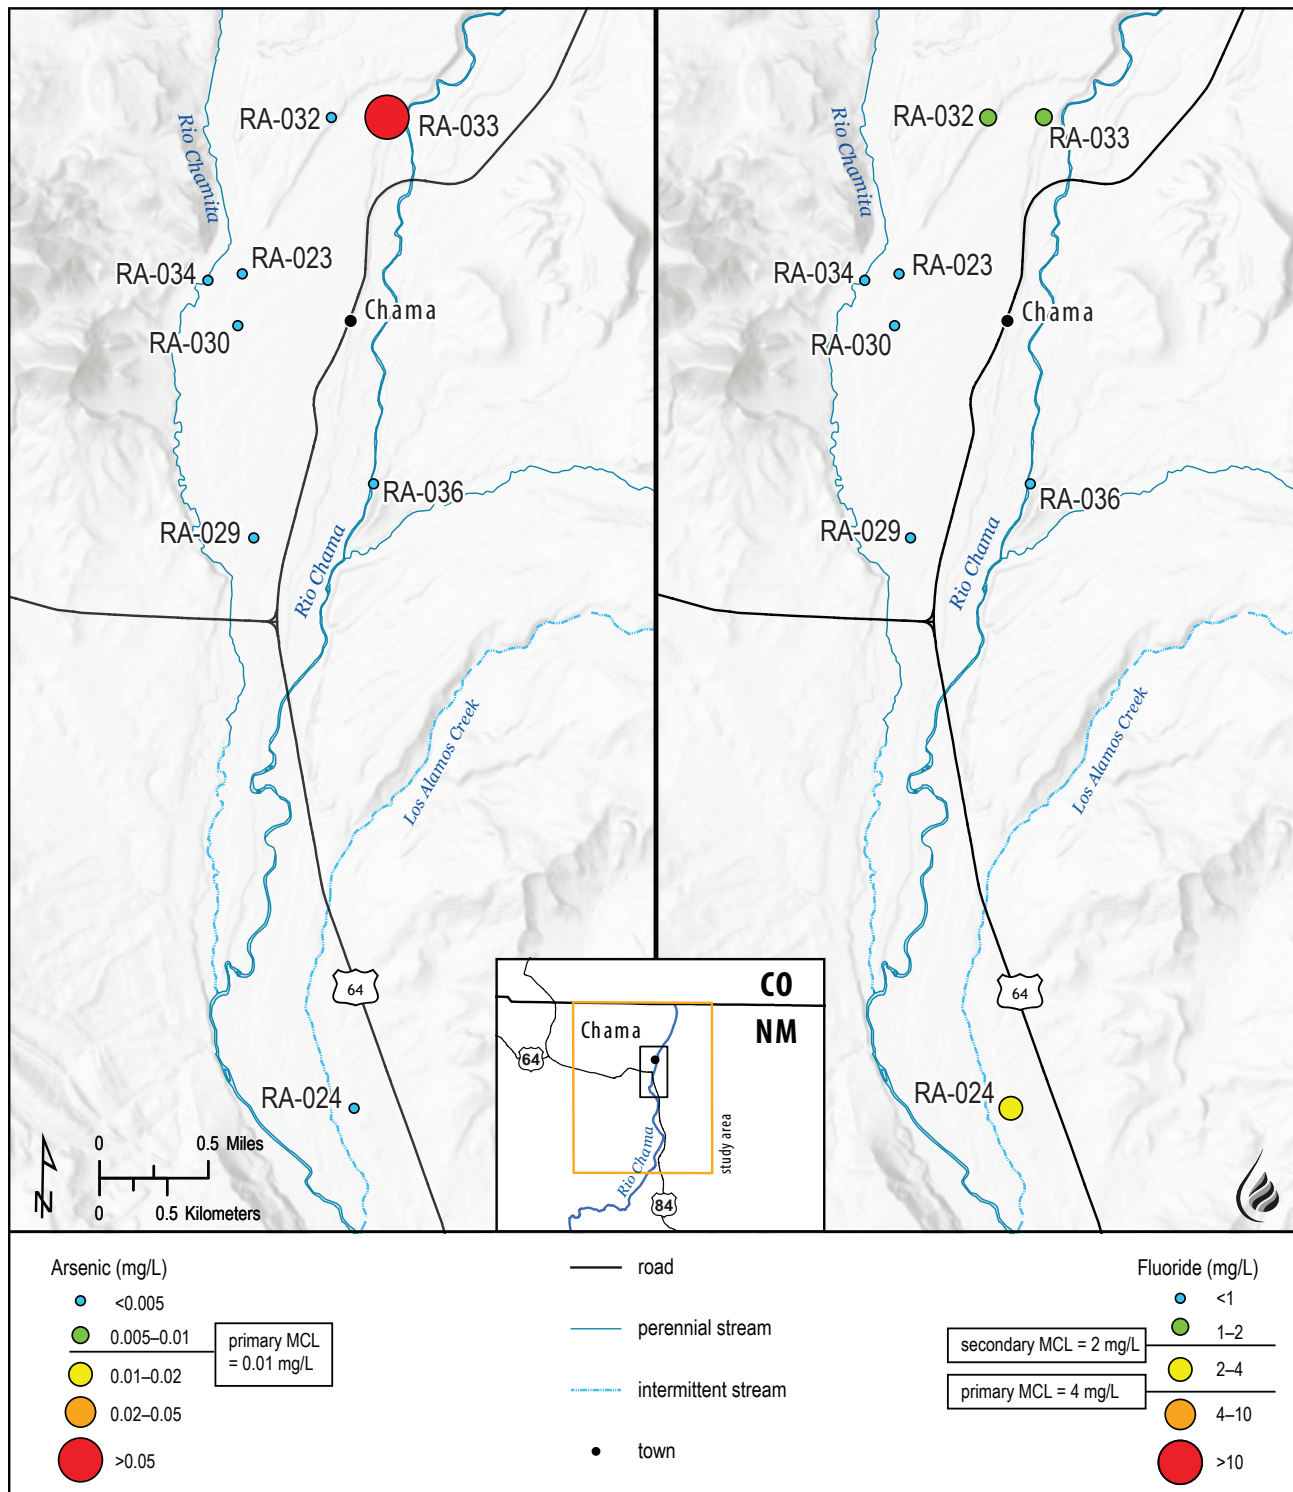 RA-032
RA-033
Rio Chamita
RA-034
RA-023
RA-030
Chama
RA-036
RA-029
Rio Chama
Los Alamos Creek
64
RA-024
0
0.5 Miles
0
0.5 Kilometers
N
RA-032
RA-033
Rio Chamita
RA-034
RA-023
RA-030
Chama
RA-036
RA-029
Rio Chama
Los Alamos Creek
64
RA-024
CO
NM
Chama
64
Rio Chama
84
study area
Arsenic (mg/L)
<0.005
0.005–0.01
0.01–0.02
0.02–0.05
>0.05
primary MCL
= 0.01 mg/L
road
perennial stream
intermittent stream
town
Fluoride (mg/L)
<1
1–2
secondary MCL = 2 mg/L
2–4
primary MCL = 4 mg/L
4–10
>10